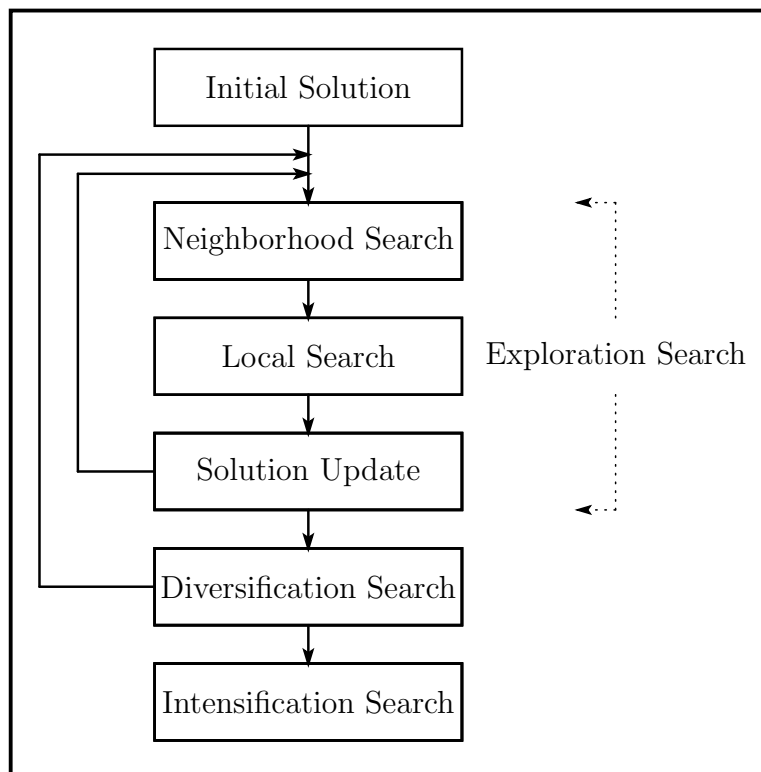 Initial Solution
Neighborhood Search
Local Search
Exploration Search
Solution Update
Diversification Search
Intensification Search